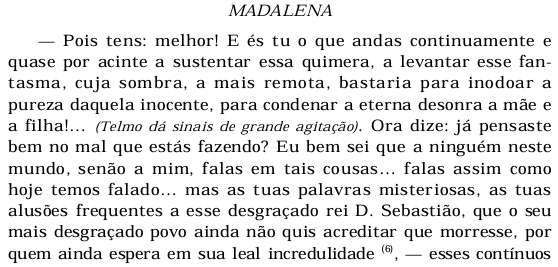 MADALENA
— Pois tens: melhor! E és tu o que andas continuamente e
quase por acinte a sustentar essa quimera, a levantar esse fan-
tasma, cuja sombra, a mais remota, bastaria para inodoar a
pureza daquela inocente, para condenar a eterna desonra a mãe e
a filha!... (Telmo dá sinais de grande agitação). Ora dize: já pensaste
bem no mal que estás fazendo? Eu bem sei que a ninguém neste
mundo, senão a mim, falas em tais cousas... falas assim como
hoje temos falado... mas as tuas palavras misteriosas, as tuas
alusões frequentes a esse desgraçado rei D. Sebastião, que o seu
mais desgraçado povo ainda não quis acreditar que morresse, por
quem ainda espera em sua leal incredulidade (6), — esses contínuos